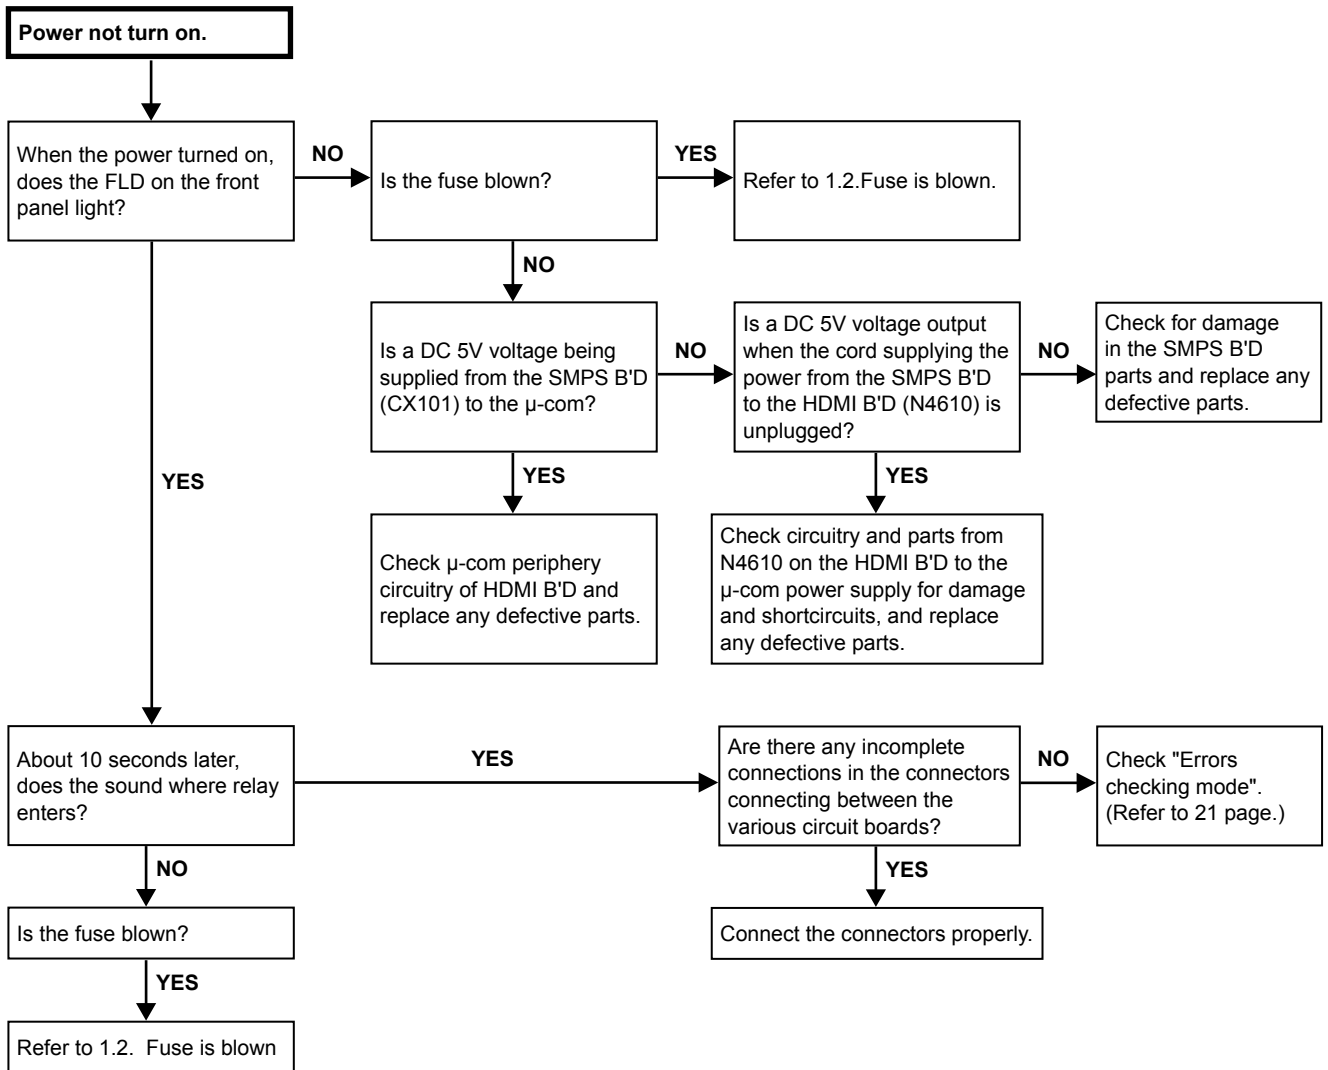 Power not turn on.
When the power turned on,
does the FLD on the front
panel light?
NO
Is the fuse blown?
YES
Refer to 1.2.Fuse is blown.
NO
Is a DC 5V voltage being
supplied from the SMPS B'D
(CX101) to the µ-com?
NO
Is a DC 5V voltage output
when the cord supplying the
power from the SMPS B'D
to the HDMI B'D (N4610) is
unplugged?
NO
Check for damage
in the SMPS B'D
parts and replace any
defective parts.
YES
YES
YES
Check µ-com periphery
circuitry of HDMI B'D and
replace any defective parts.
Check circuitry and parts from
N4610 on the HDMI B'D to the
µ-com power supply for damage
and shortcircuits, and replace
any defective parts.
About 10 seconds later,
does the sound where relay
enters?
YES
Are there any incomplete
connections in the connectors
connecting between the
various circuit boards?
NO
Check "Errors
checking mode".
(Refer to 21 page.)
NO
YES
Is the fuse blown?
Connect the connectors properly.
YES
Refer to 1.2.  Fuse is blown